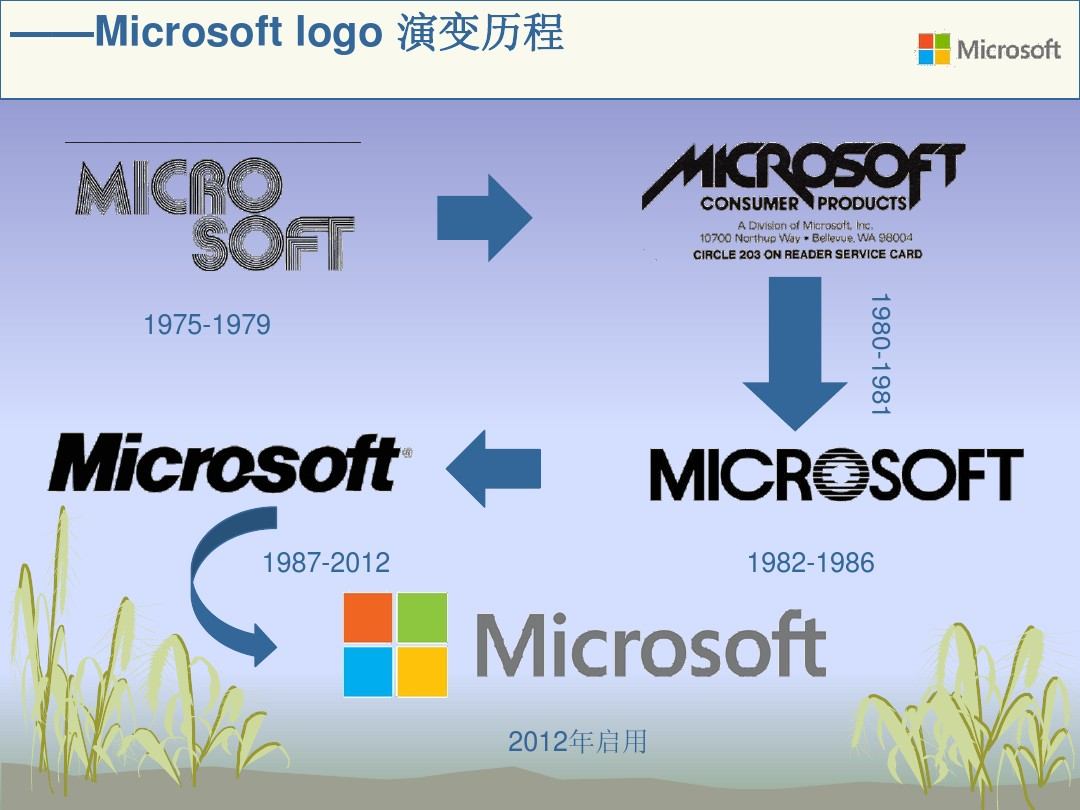 ——Microsoft logo 演变历程
Microsoft
MICRO
SOFT
1975-1979
MICROSOFT
CONSUMER PRODUCTS
A Division of Microsoft, Inc.
10700 Northup Way • Bellevue, WA 98004
CIRCLE 203 ON READER SERVICE CARD
1980-1981
MICROSOFT
1982-1986
Microsoft®
1987-2012
Microsoft
2012年启用